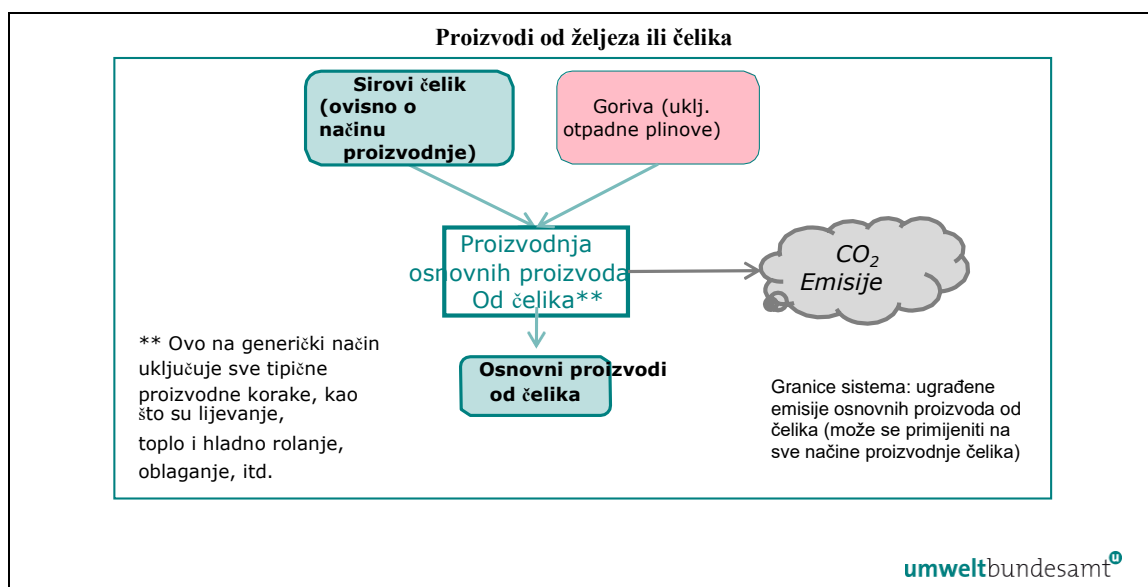 Proizvodi od željeza ili čelika
Sirovi čelik
(ovisno o
načinu
proizvodnje)
Goriva (uklj.
otpadne plinove)
Proizvodnja
osnovnih proizvoda
Od čelika**
CO₂
Emisije
** Ovo na generički način
uključuje sve tipične
proizvodne korake, kao
što su lijevanje,
toplo i hladno rolanje,
oblaganje, itd.
Osnovni proizvodi
od čelika
Granice sistema: ugrađene
emisije osnovnih proizvoda od
čelika (može se primijeniti na
sve načine proizvodnje čelika)
umweltbundesamt u